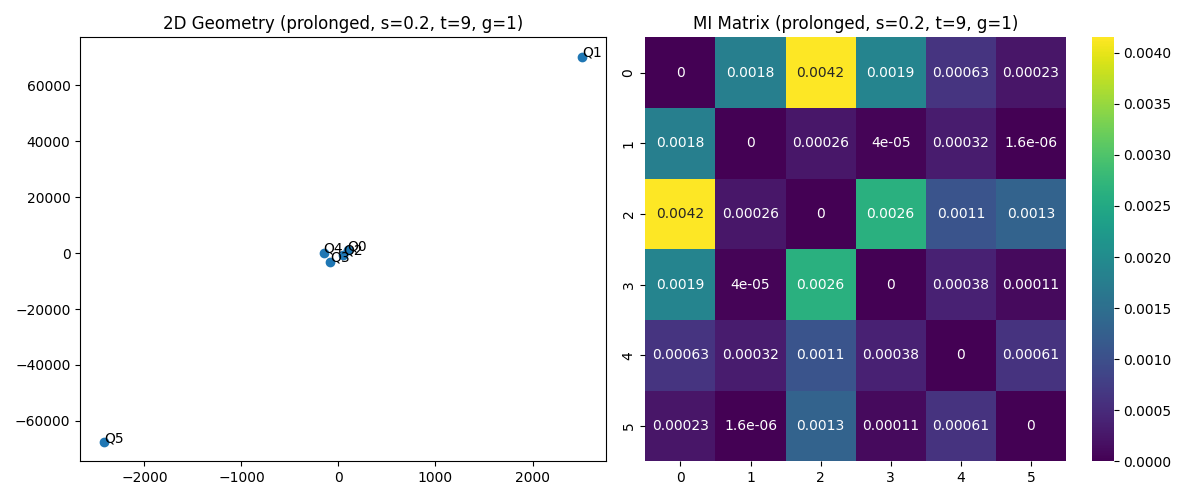 2D Geometry (prolonged, s=0.2, t=9, g=1)
60000
40000
20000
0
−20000
−40000
−60000
−2000 −1000 0 1000 2000
Q1
Q0
Q4
Q2
Q3
Q5
MI Matrix (prolonged, s=0.2, t=9, g=1)
0 0 0.0018 0.0042 0.0019 0.00063 0.00023
1 0.0018 0 0.00026 4e-05 0.00032 1.6e-06
2 0.0042 0.00026 0 0.0026 0.0011 0.0013
3 0.0019 4e-05 0.0026 0 0.00038 0.00011
4 0.00063 0.00032 0.0011 0.00038 0 0.00061
5 0.00023 1.6e-06 0.0013 0.00011 0.00061 0
0 1 2 3 4 5
0.0040
0.0035
0.0030
0.0025
0.0020
0.0015
0.0010
0.0005
0.0000